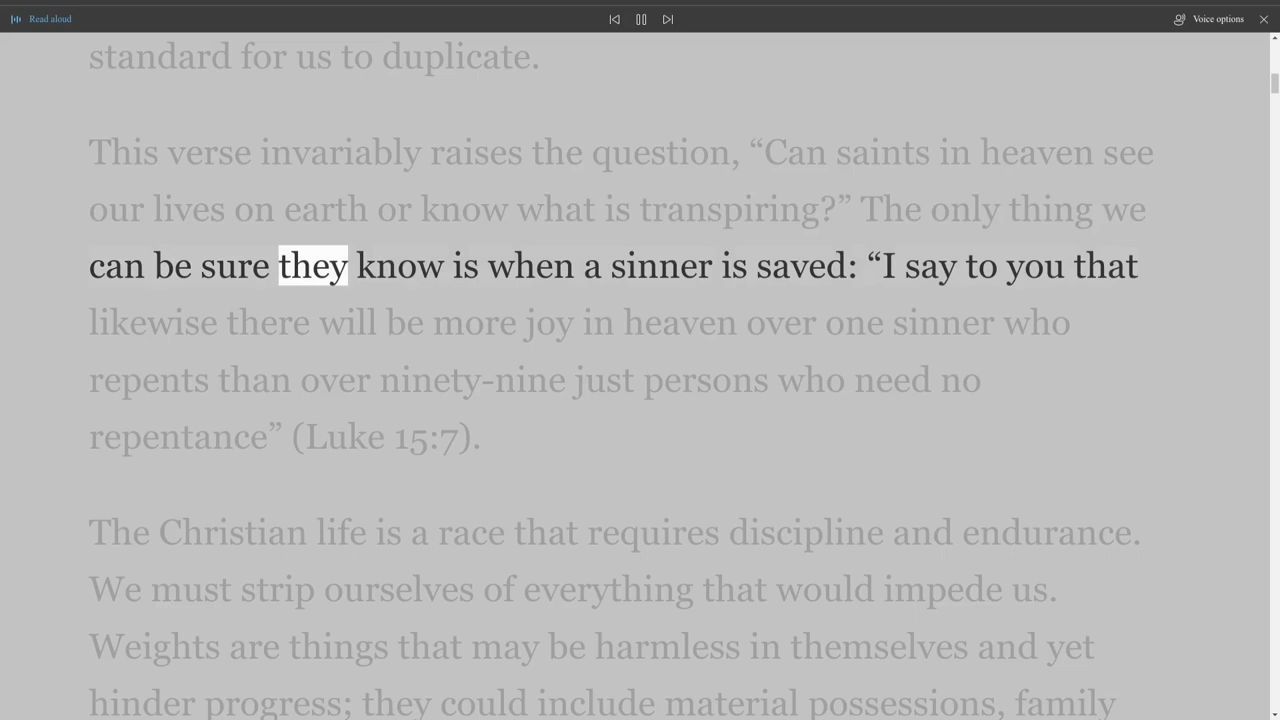 Read aloud
Voice options
standard for us to duplicate.
This verse invariably raises the question, “Can saints in heaven see
our lives on earth or know what is transpiring?” The only thing we
can be sure they know is when a sinner is saved: “I say to you that
likewise there will be more joy in heaven over one sinner who
repents than over ninety-nine just persons who need no
repentance” (Luke 15:7).
The Christian life is a race that requires discipline and endurance.
We must strip ourselves of everything that would impede us.
Weights are things that may be harmless in themselves and yet
hinder progress; they could include material possessions, family